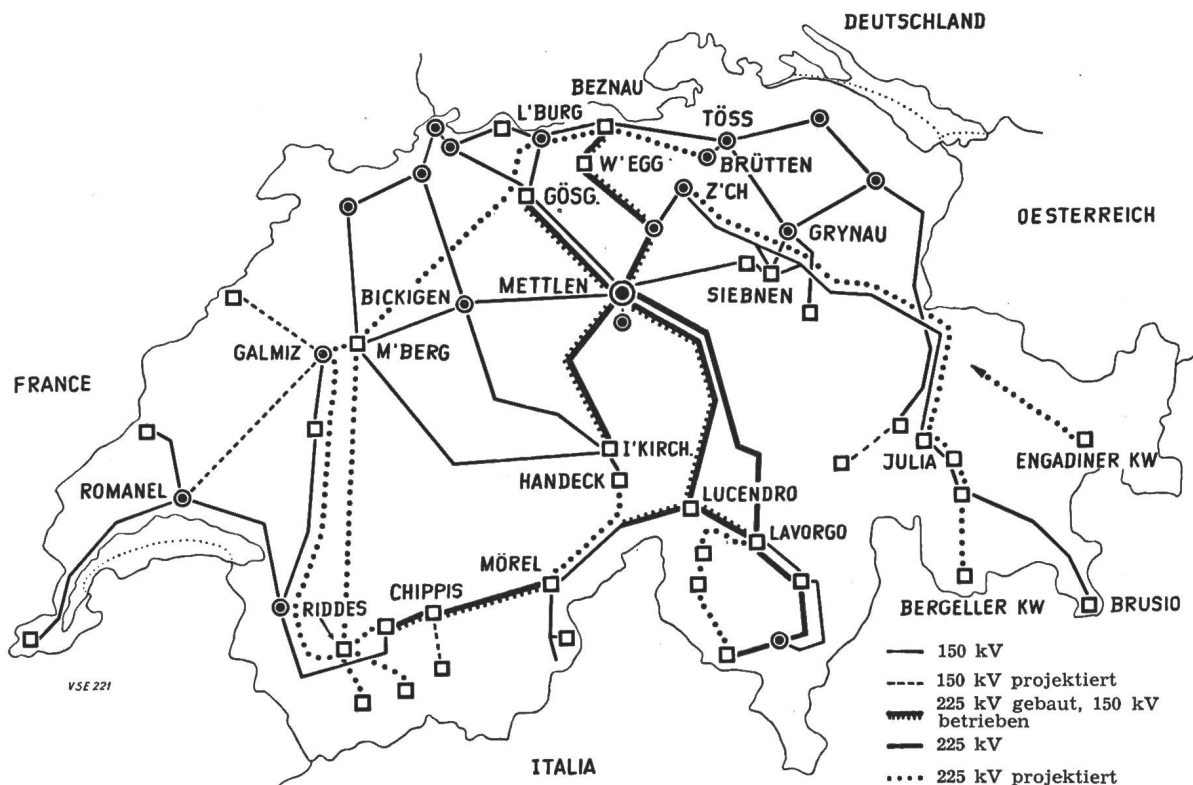 DEUTSCHLAND
BEZNAU
L'BURG
TÖSS
W'EGG
BRÜTTEN
Z'CH
GÖSG.
OESTERREICH
GRYNAU
METTLEN
SIEBNEN
BICKIGEN
GALMIZ
M'BERG
FRANCE
I'KIRCH.
JULIA
ENGADINER KW
HANDECK
ROMANEL
LUCENDRO
LAVORGO
MÖREL
CHIPPIS
RIDDES
BERGELLER KW
BRUSIO
VSE 221
ITALIA
150 kV
150 kV projektiert
225 kV gebaut, 150 kV
betrieben
225 kV
225 kV projektiert